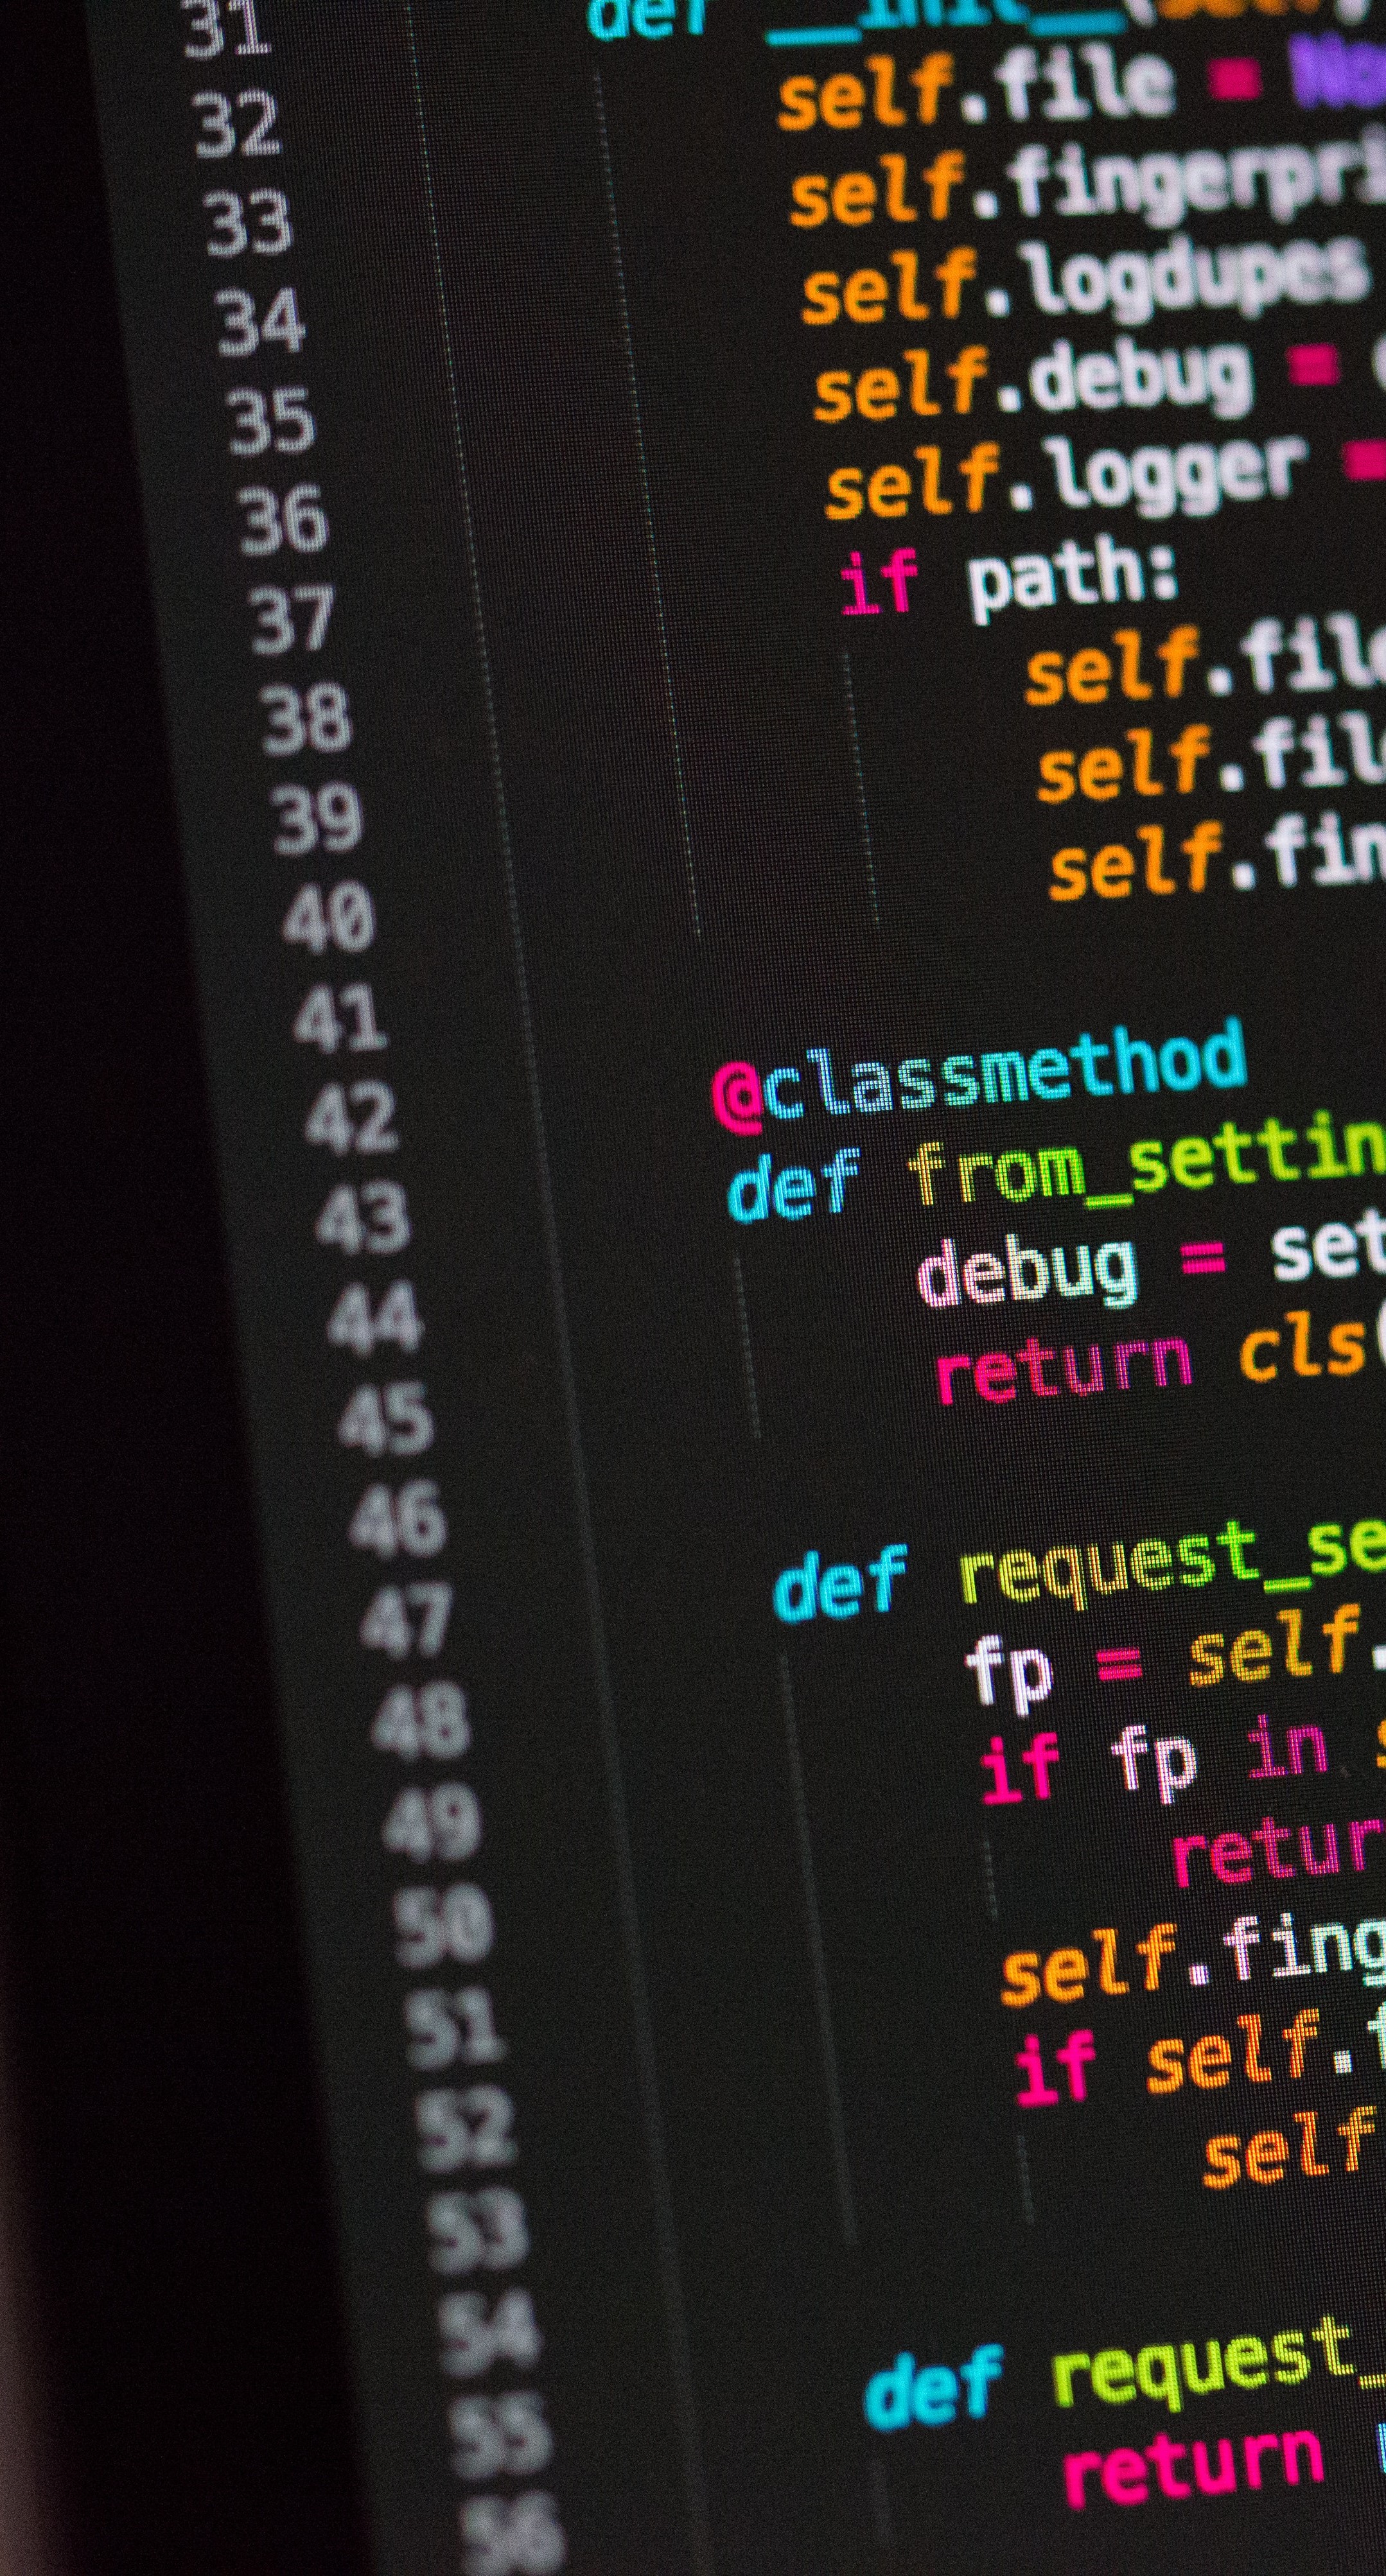 31 def __init__(self,
32 self.file = No
33 self.fingerpri
34 self.logdupes
35 self.debug =
36 self.logger =
37 if path:
38 self.file
39 self.file
40 self.fin
41
42 @classmethod
43 def from_settin
44 debug = set
45 return cls(
46
47 def request_se
48 fp = self.
49 if fp in s
50 retur
51 self.fing
52 if self.f
53 self
54
55 def request_
56 return